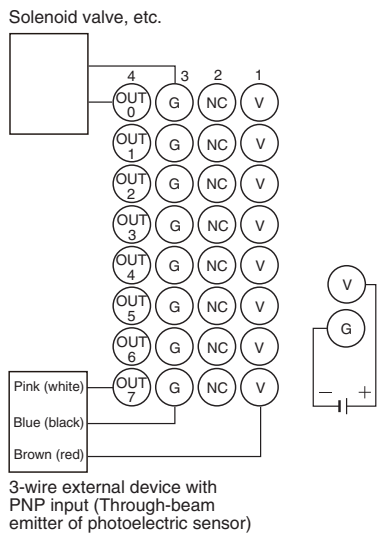 Solenoid valve, etc.
4 3 2 1
OUT 0 G NC V
OUT 1 G NC V
OUT 2 G NC V
OUT 3 G NC V
OUT 4 G NC V
OUT 5 G NC V
OUT 6 G NC V
OUT 7 G NC V
V
G
− +
Pink (white)
Blue (black)
Brown (red)
3-wire external device with
PNP input (Through-beam
emitter of photoelectric sensor)